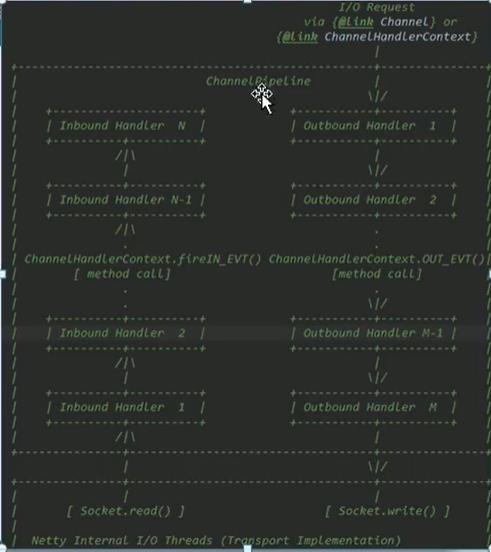 I/O Request
via {@link Channel} or
{@link ChannelHandlerContext}
ChannelPipeline
Inbound Handler N
Outbound Handler 1
Inbound Handler N-1
Outbound Handler 2
ChannelHandlerContext.fireIN_EVT() ChannelHandlerContext.OUT_EVT()
[ method call]
[method call]
Inbound Handler 2
Outbound Handler M-1
Inbound Handler 1
Outbound Handler M
[ Socket.read() ]
[ Socket.write() ]
Netty Internal I/O Threads (Transport Implementation)